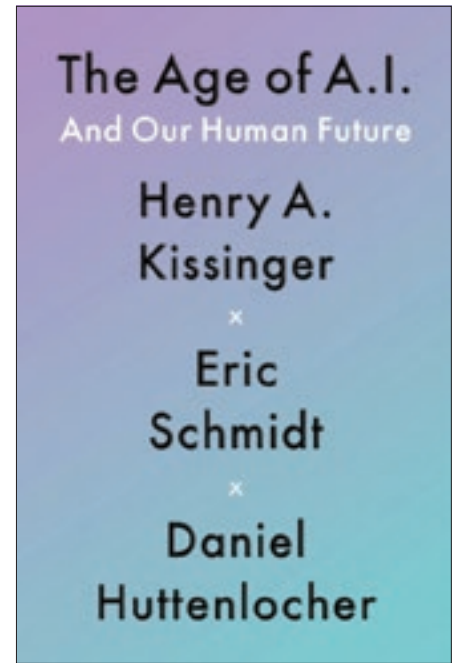 The Age of A.I.
And Our Human Future
Henry A.
Kissinger
×
Eric
Schmidt
×
Daniel
Huttenlocher